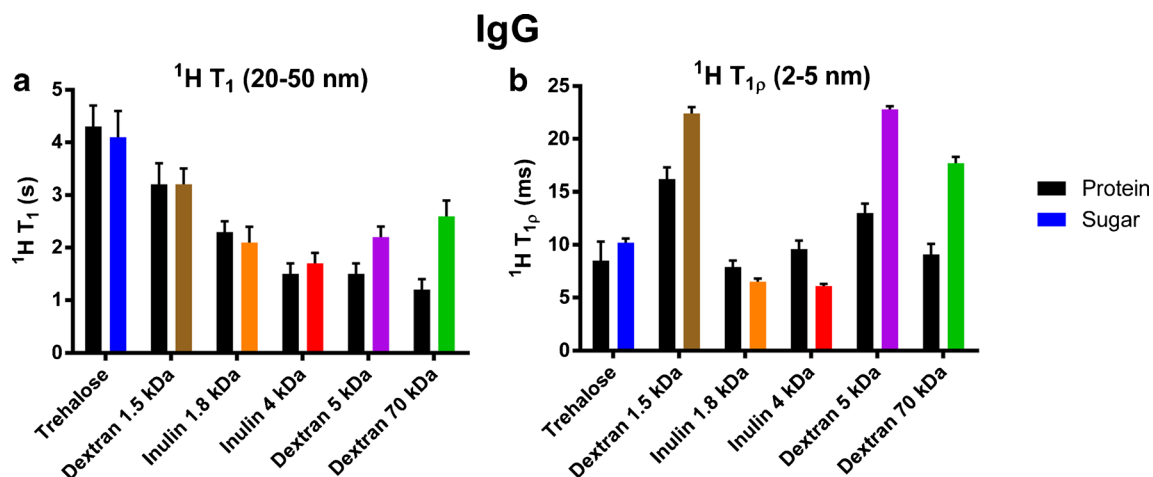 IgG
a
¹H T₁ (20-50 nm)
¹H T₁ (s)
5
4
3
2
1
0
Trehalose
Dextran 1.5 kDa
Inulin 1.8 kDa
Inulin 4 kDa
Dextran 5 kDa
Dextran 70 kDa
b
¹H T₁ρ (2-5 nm)
¹H T₁ρ (ms)
25
20
15
10
5
0
Trehalose
Dextran 1.5 kDa
Inulin 1.8 kDa
Inulin 4 kDa
Dextran 5 kDa
Dextran 70 kDa
Protein
Sugar